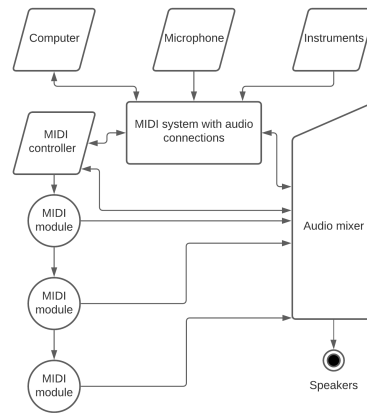 Computer
Microphone
Instruments
MIDI system with audio
connections
MIDI
controller
MIDI
module
Audio mixer
MIDI
module
MIDI
module
Speakers